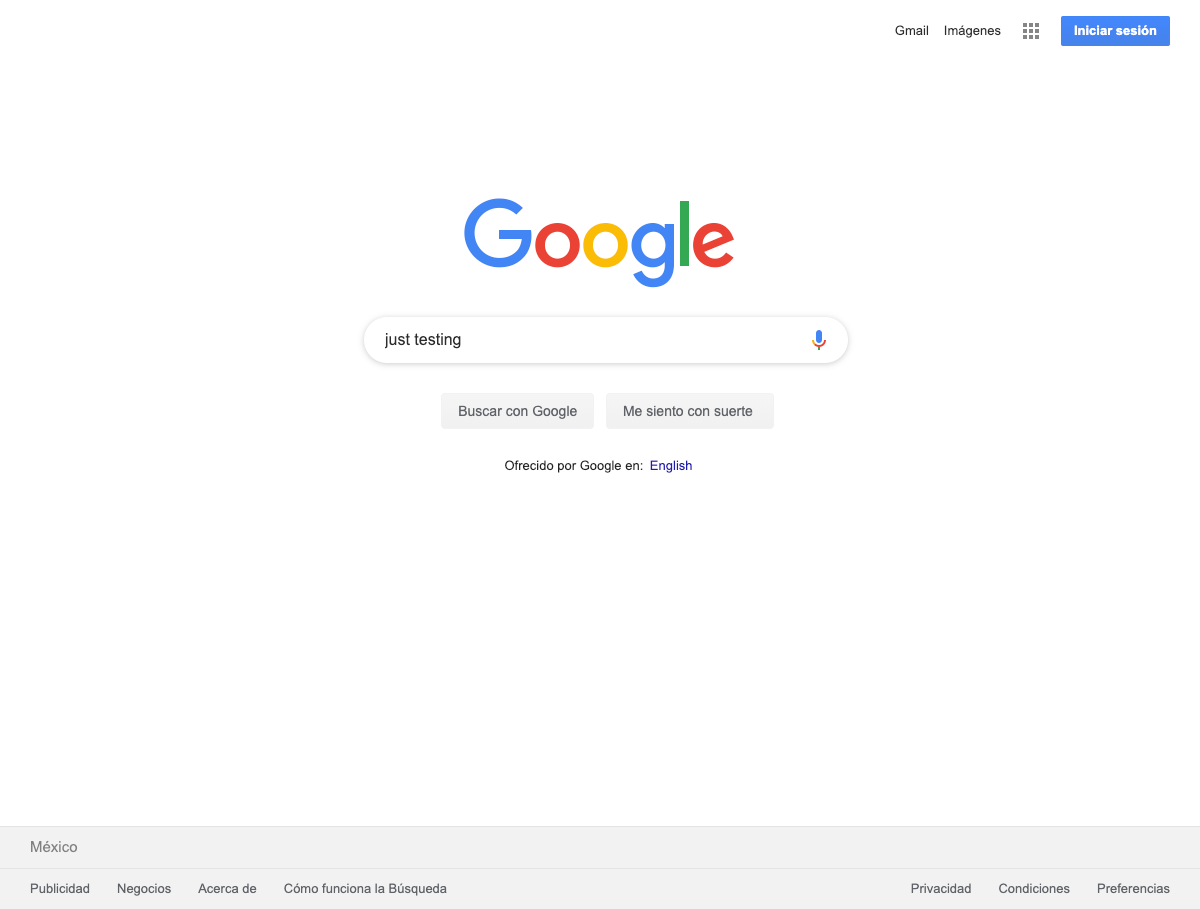 Gmail Imágenes Iniciar sesión
Google
just testing
Buscar con Google Me siento con suerte
Ofrecido por Google en: English
México
Publicidad Negocios Acerca de Cómo funciona la Búsqueda Privacidad Condiciones Preferencias